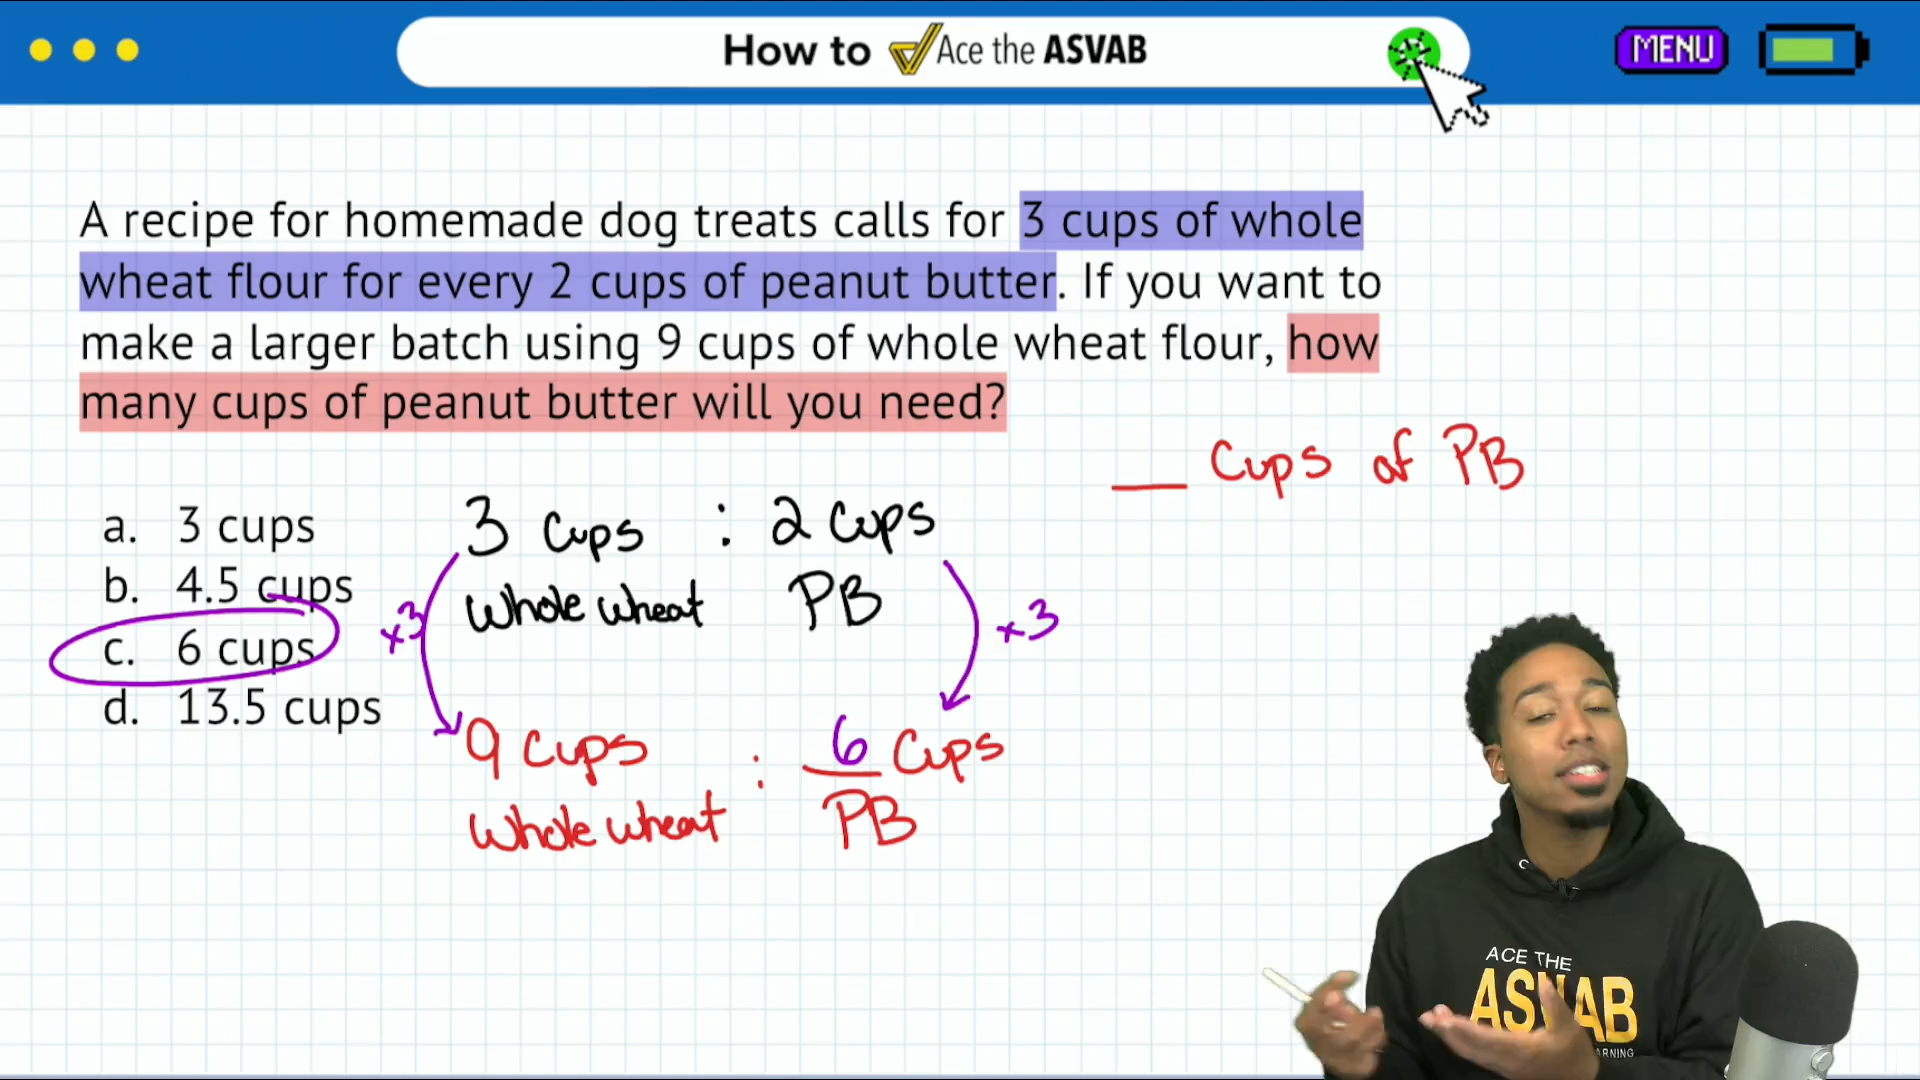 How to Ace the ASVAB
MENU
A recipe for homemade dog treats calls for 3 cups of whole
wheat flour for every 2 cups of peanut butter. If you want to
make a larger batch using 9 cups of whole wheat flour, how
many cups of peanut butter will you need?
___ Cups of PB
a. 3 cups
b. 4.5 cups
c. 6 cups
d. 13.5 cups
3 Cups : 2 Cups
Whole wheat PB
x3 x3
9 Cups : 6 Cups
Whole wheat PB
ACE THE
ASVAB